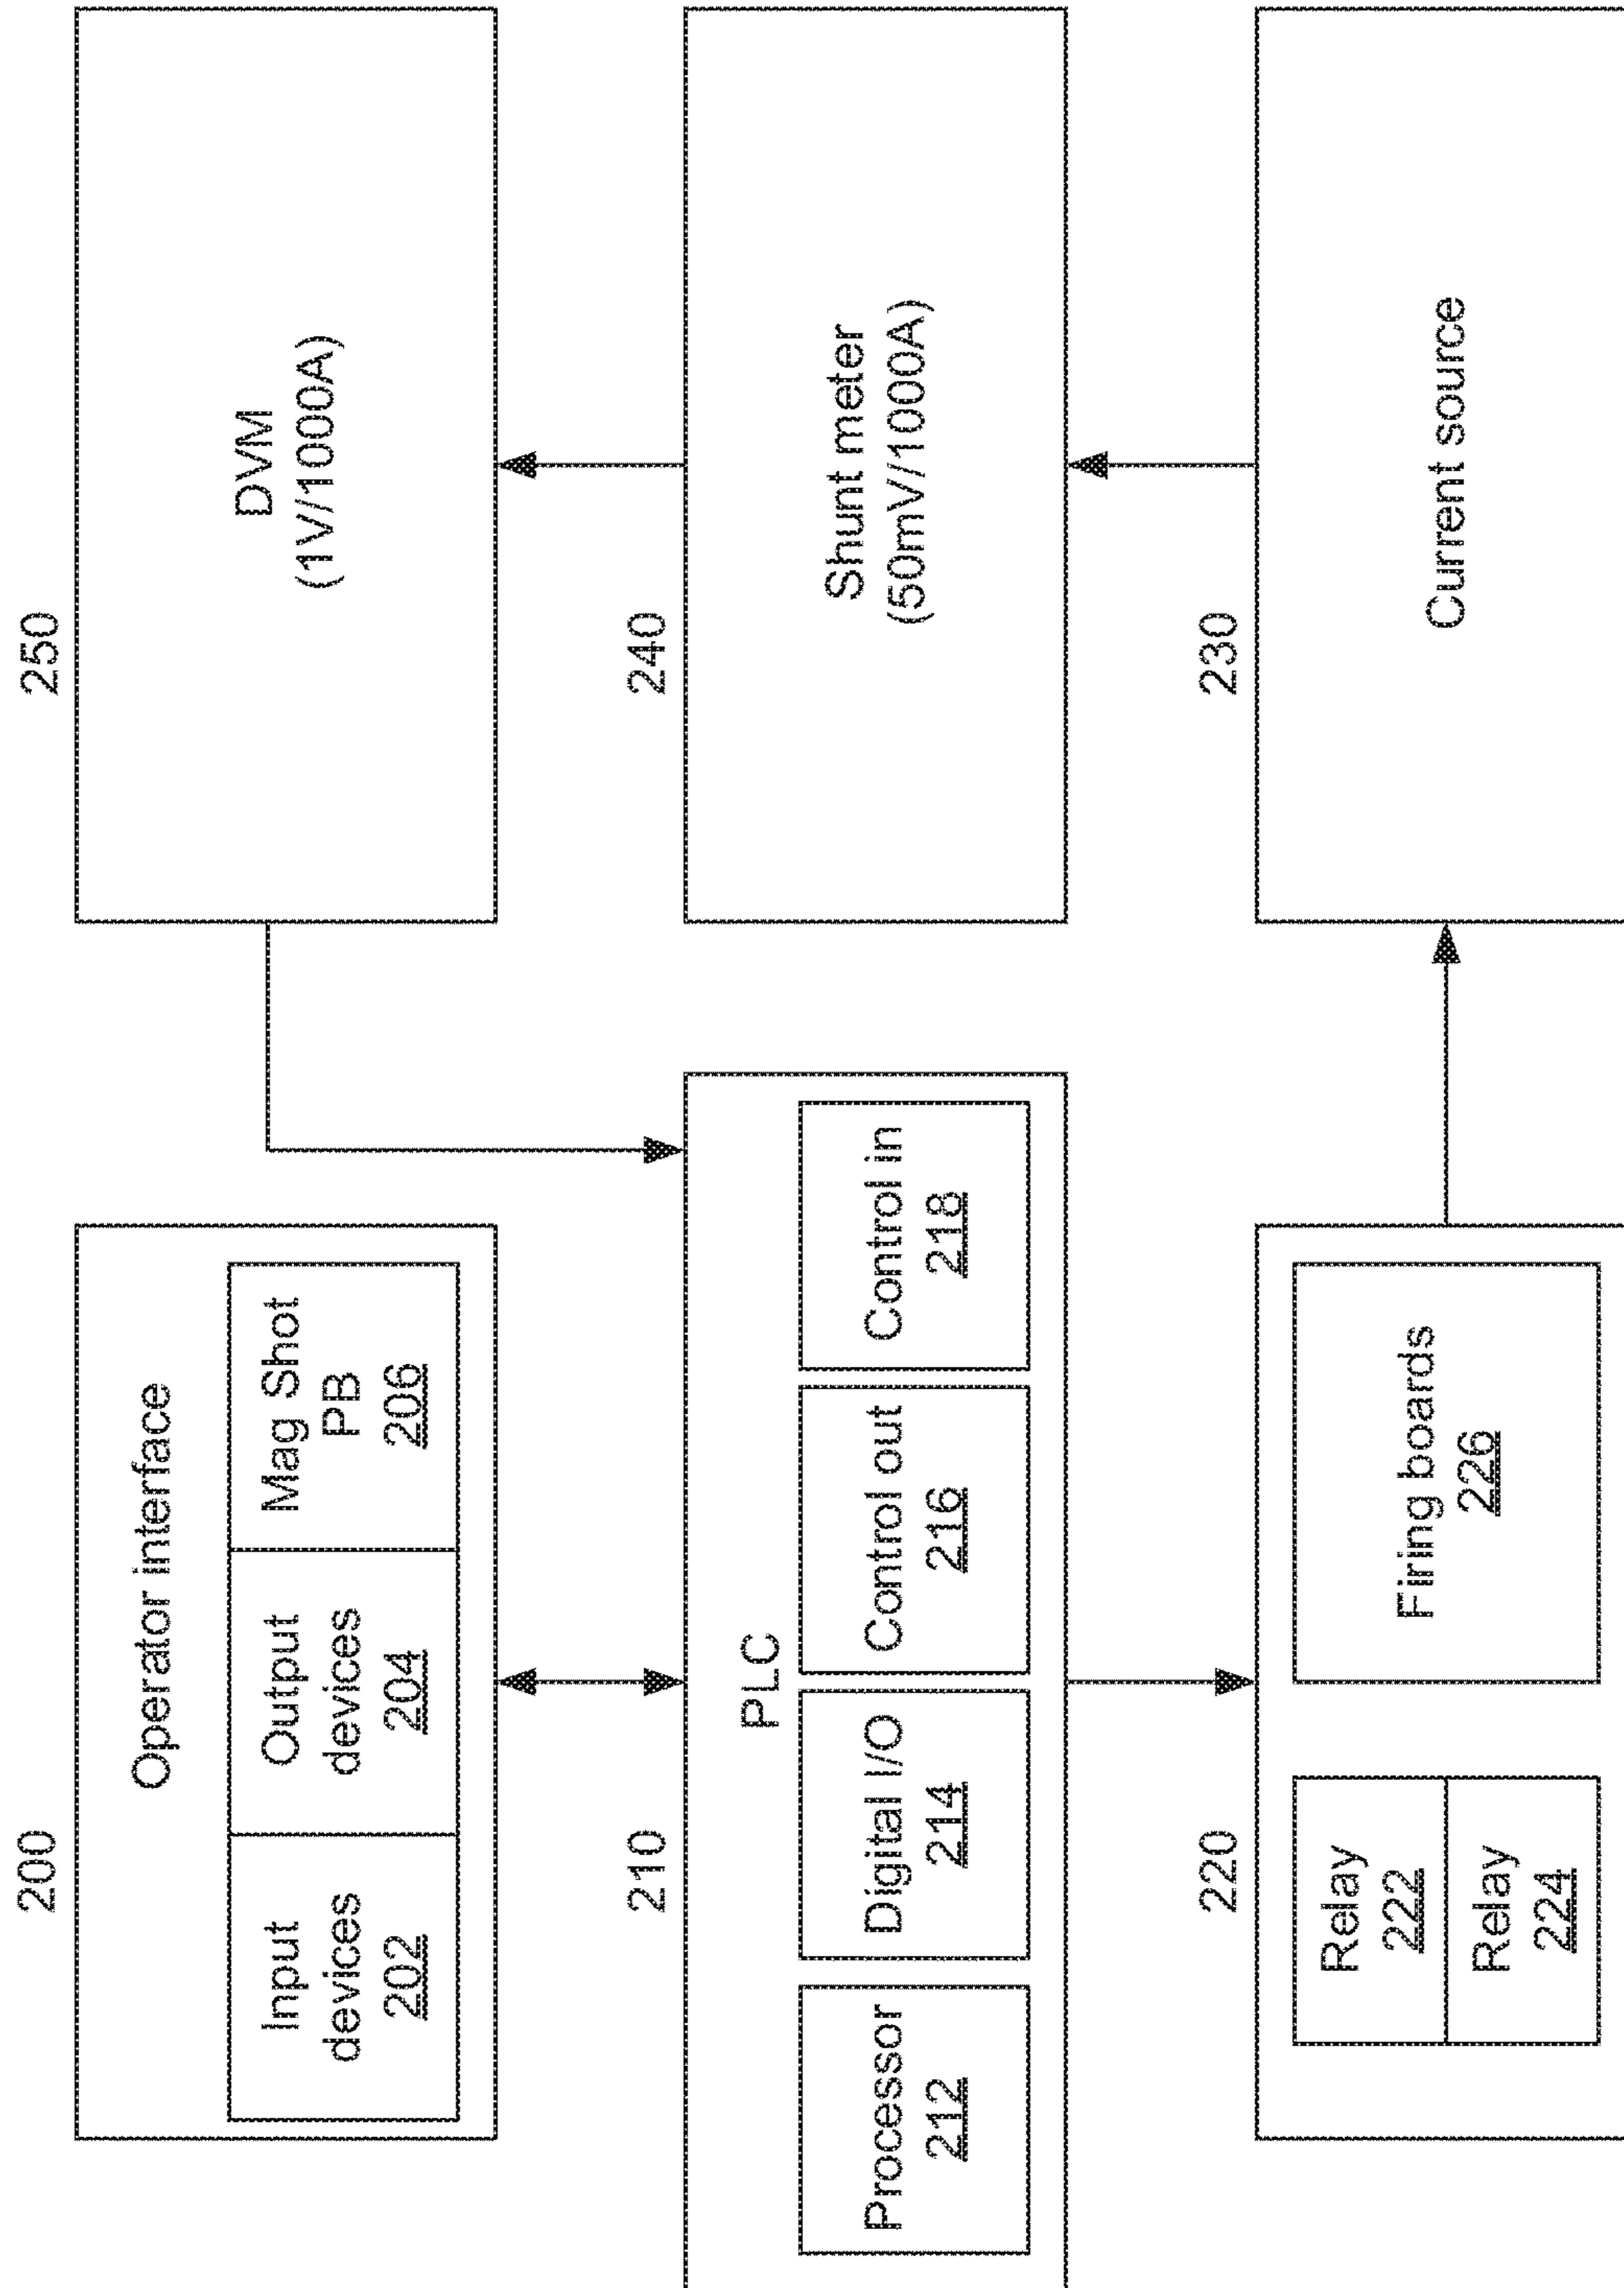 200
Operator interface
Input
devices
202
Output
devices
204
Mag Shot
PB
206
250
DVM
(1V/1000A)
210
PLC
Processor
212
Digital I/O
214
Control out
216
Control in
218
240
Shunt meter
(50mV/1000A)
220
Relay
222
Relay
224
Firing boards
226
230
Current source